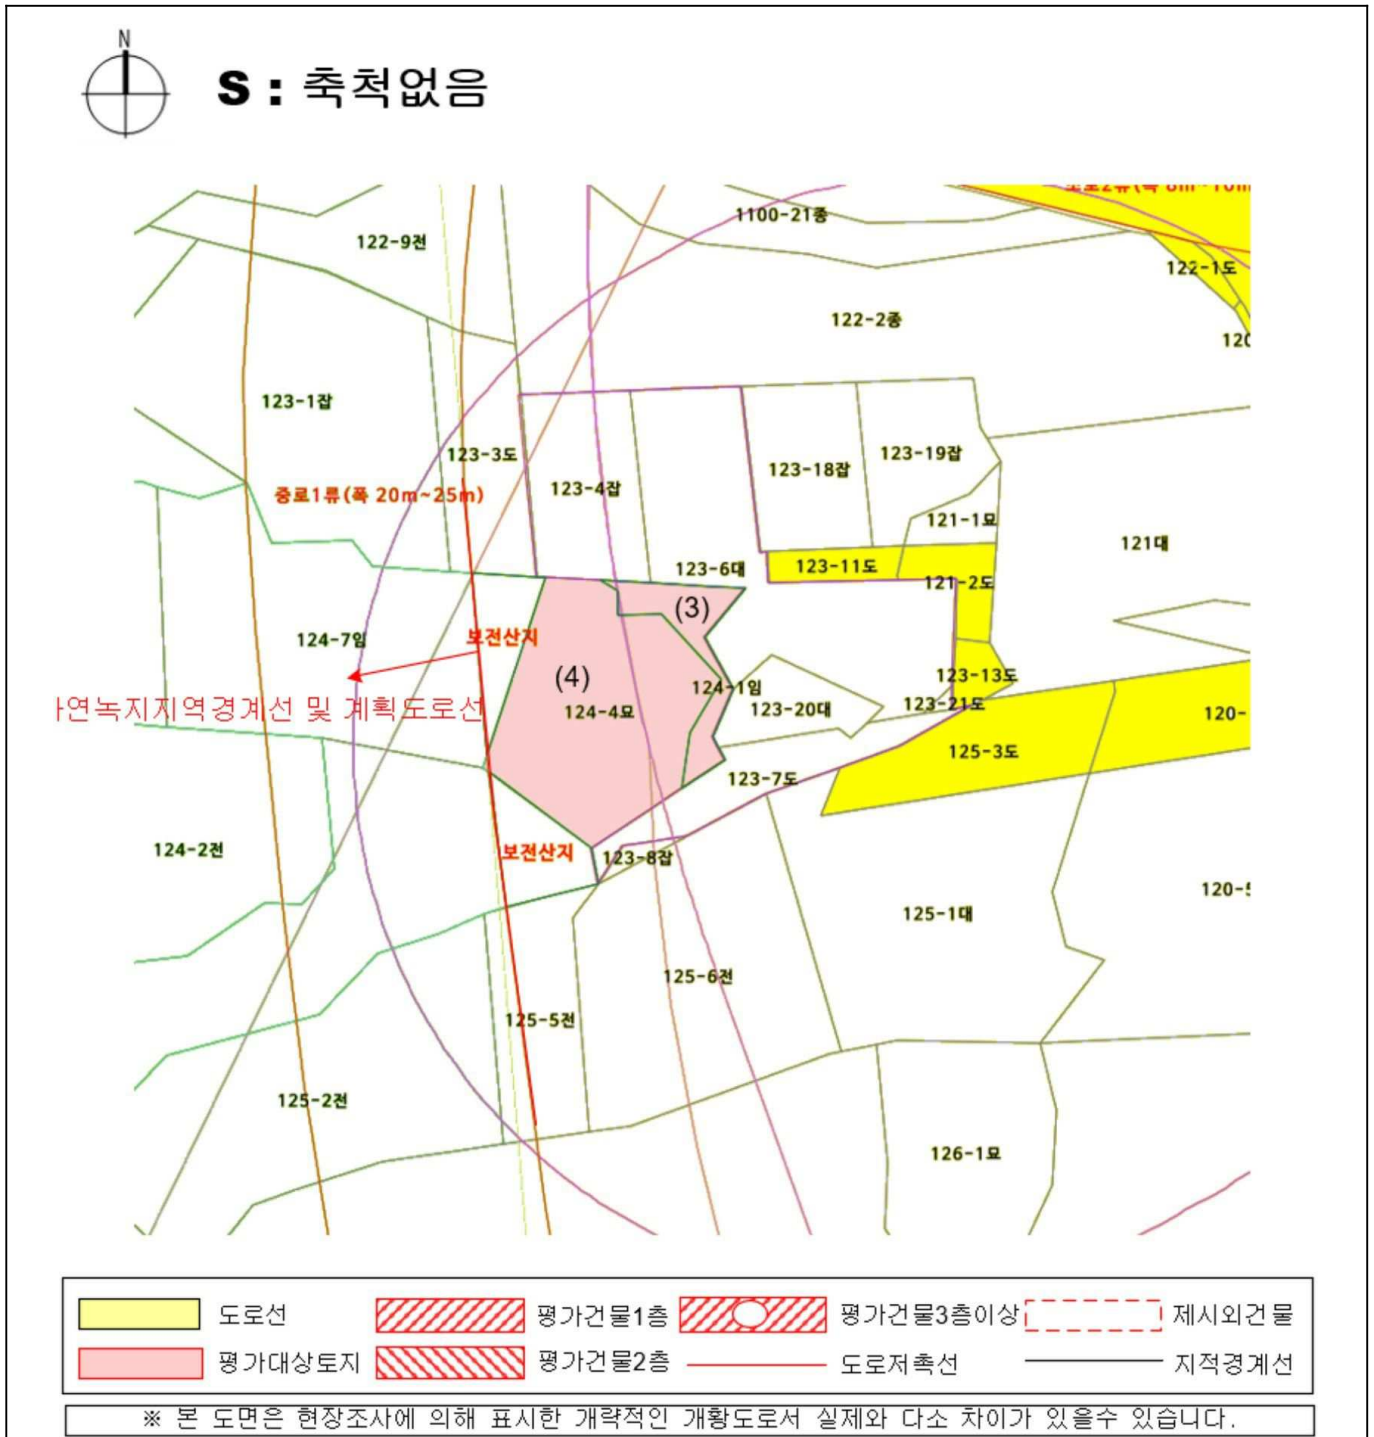 N
S : 축척없음
1100-21종
122-9전
122-1도
122-2종
120
123-1잡
123-3도
123-19잡
123-18잡
123-4잡
중로1류(폭 20m~25m)
121-1묘
121대
123-6대
123-11도
121-2도
(3)
124-7임
보전산지
(4)
124-1임
123-13도
123-21도
연녹지지역경계선 및 계획도로선
124-4묘
123-20대
120-
125-3도
123-7도
124-2전
보전산지
123-8잡
120-5
125-1대
125-6전
125-5전
125-2전
126-1묘
도로선
평가건물1층
평가건물3층이상
제시외건물
평가대상토지
평가건물2층
도로저촉선
지적경계선
※ 본 도면은 현장조사에 의해 표시한 개략적인 개황도로서 실제와 다소 차이가 있을수 있습니다.